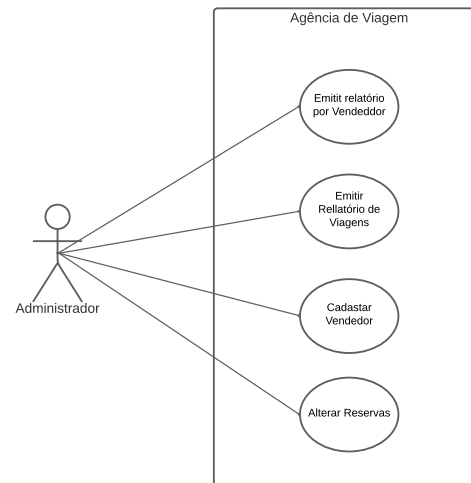 Agência de Viagem
Emitit relatório
por Vendeddor
Emitir
Rellatório de
Viagens
Administrador
Cadastar
Vendedor
Alterar Reservas